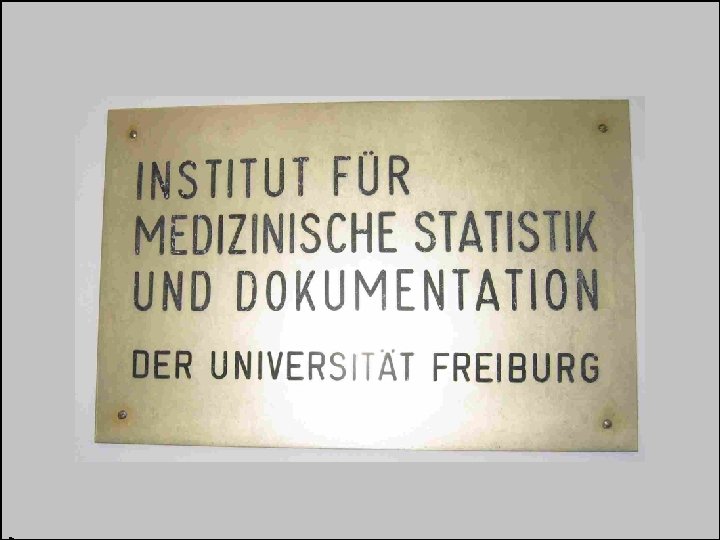 INSTITUT FÜR
MEDIZINISCHE STATISTIK
UND DOKUMENTATION
DER UNIVERSITÄT FREIBURG